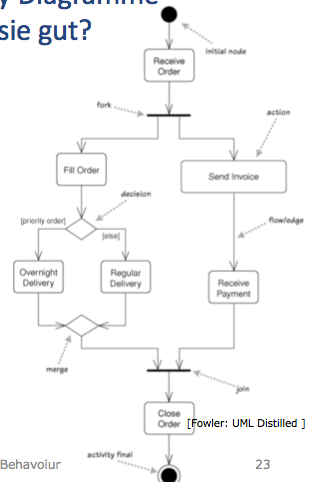 y Diagramme
sie gut?
initial node
Receive
Order
fork
action
Fill Order
Send Invoice
decision
[priority order]
[else]
flow/edge
Overnight
Delivery
Regular
Delivery
Receive
Payment
merge
join
Close
Order
[Fowler: UML Distilled ]
activity final
Behavoiur
23